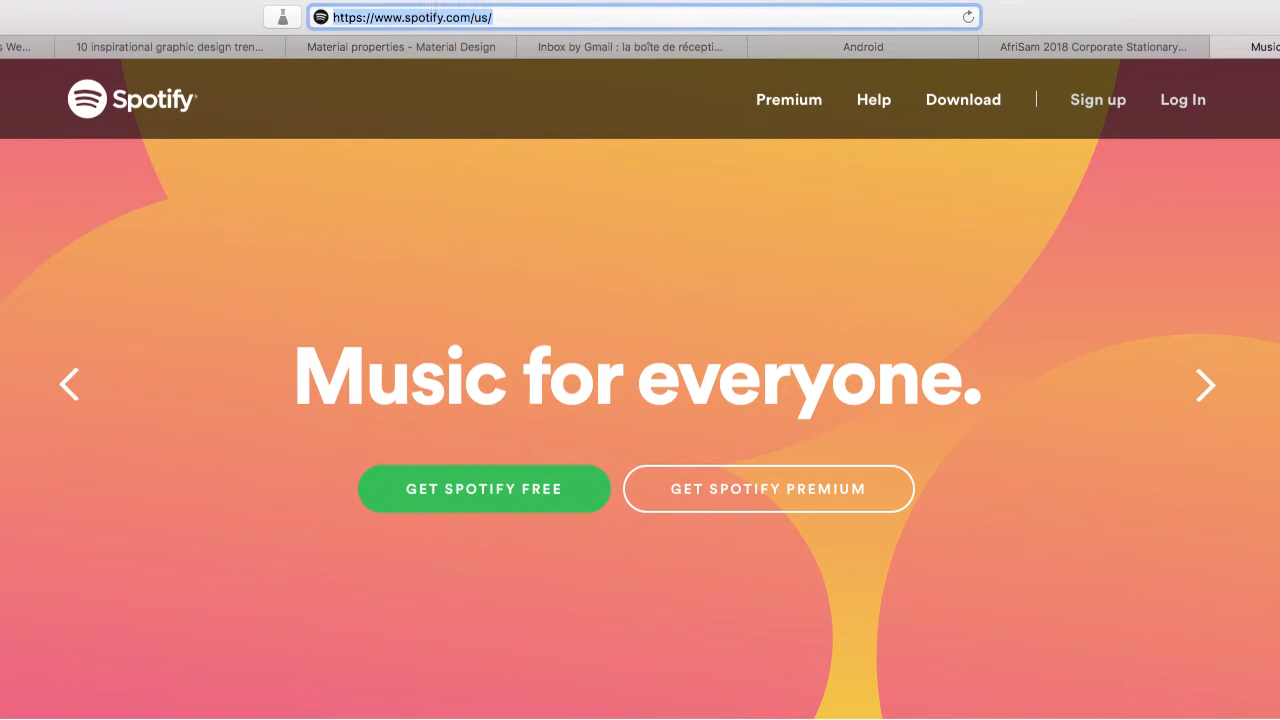 https://www.spotify.com/us/
s We...
10 inspirational graphic design tren...
Material properties - Material Design
Inbox by Gmail : la boîte de récepti...
Android
AfriSam 2018 Corporate Stationary...
Music
Spotify®
Premium
Help
Download
Sign up
Log In
Music for everyone.
GET SPOTIFY FREE
GET SPOTIFY PREMIUM